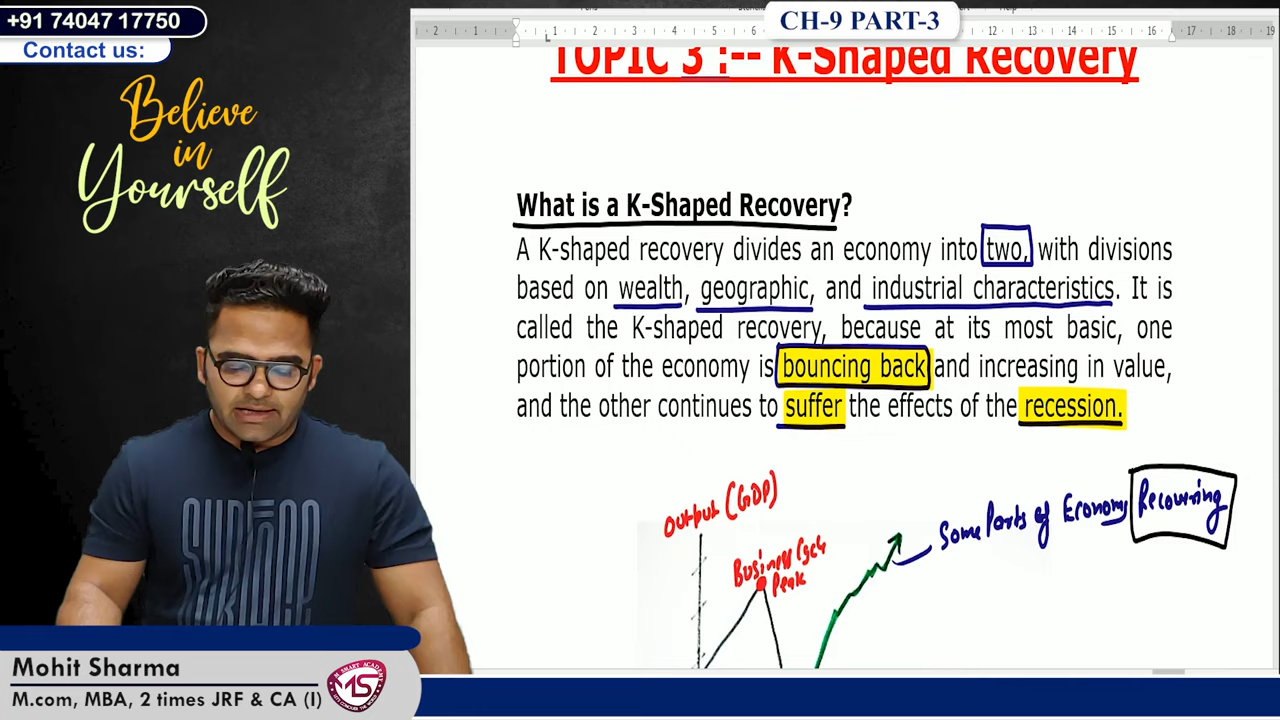 +91 74047 17750
Contact us:
CH-9 PART-3
TOPIC 3 :-- K-Shaped Recovery
Believe
in
Yourself
What is a K-Shaped Recovery?
A K-shaped recovery divides an economy into two, with divisions
based on wealth, geographic, and industrial characteristics. It is
called the K-shaped recovery, because at its most basic, one
portion of the economy is bouncing back and increasing in value,
and the other continues to suffer the effects of the recession.
Output (GDP)
Some Parts of Economy Recovering
Business Cycle
Peak
Mohit Sharma
M.com, MBA, 2 times JRF & CA (I)
MS